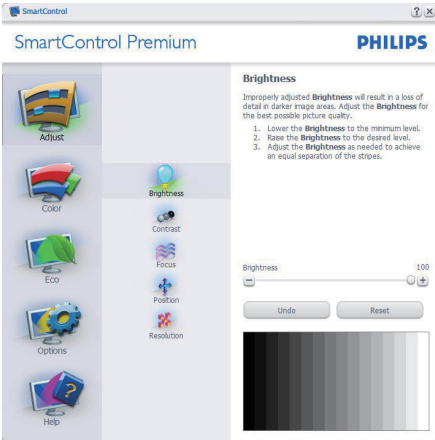 SmartControl
SmartControl Premium
PHILIPS
Adjust
Color
Eco
Options
Help
Brightness
Contrast
Focus
Position
Resolution
Brightness
Improperly adjusted Brightness will result in a loss of
detail in darker image areas. Adjust the Brightness for
the best possible picture quality.
1. Lower the Brightness to the minimum level.
2. Raise the Brightness to the desired level.
3. Adjust the Brightness as needed to achieve
an equal separation of the stripes.
Brightness 100
Undo Reset